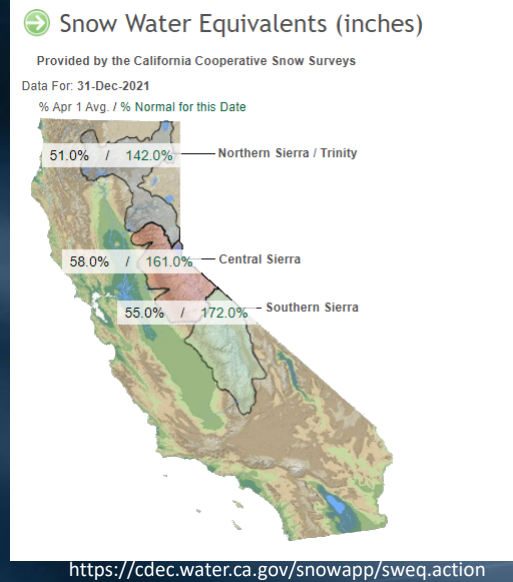 Snow Water Equivalents (inches)
Provided by the California Cooperative Snow Surveys
Data For: 31-Dec-2021
% Apr 1 Avg. / % Normal for this Date
51.0% / 142.0% Northern Sierra / Trinity
58.0% / 161.0% Central Sierra
55.0% / 172.0% Southern Sierra
https://cdec.water.ca.gov/snowapp/sweq.action